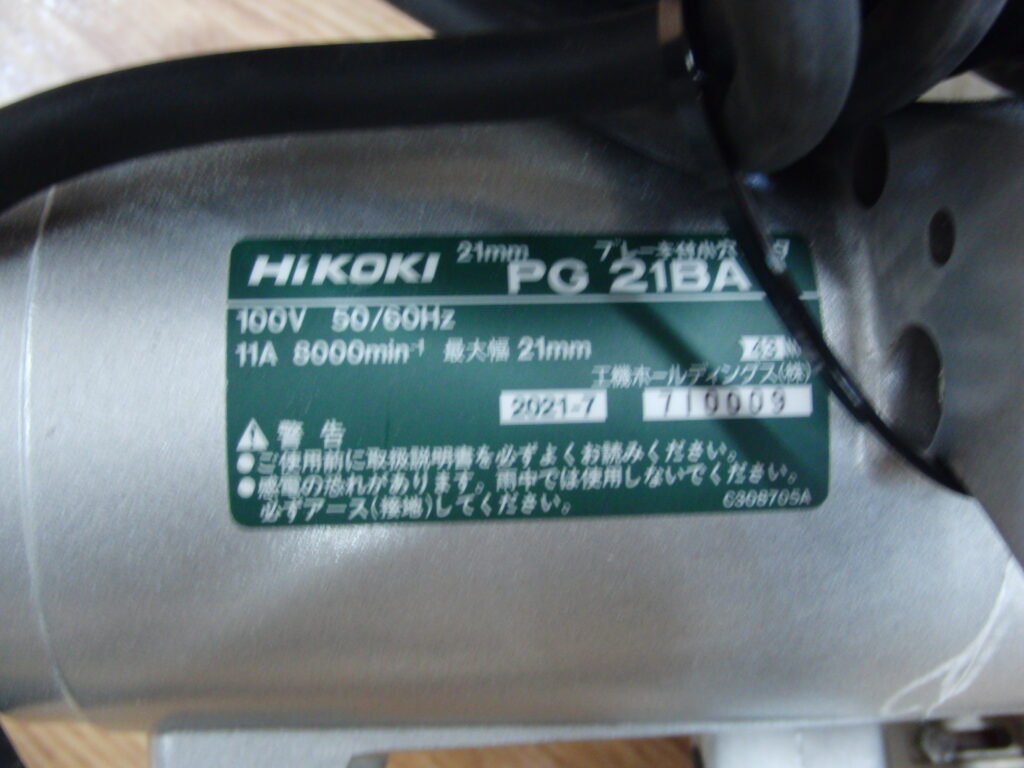 HiKOKI 21mm ブレーキ付小穴
PG 21BA
100V 50/60Hz
11A 8000min⁻¹ 最大幅 21mm
工機ホールディングス(株)
2021-7 710009
警告
●ご使用前に取扱説明書を必ずよくお読みください。
●感電の恐れがあります。雨中では使用しないでください。
必ずアース(接地)してください。
C308705A